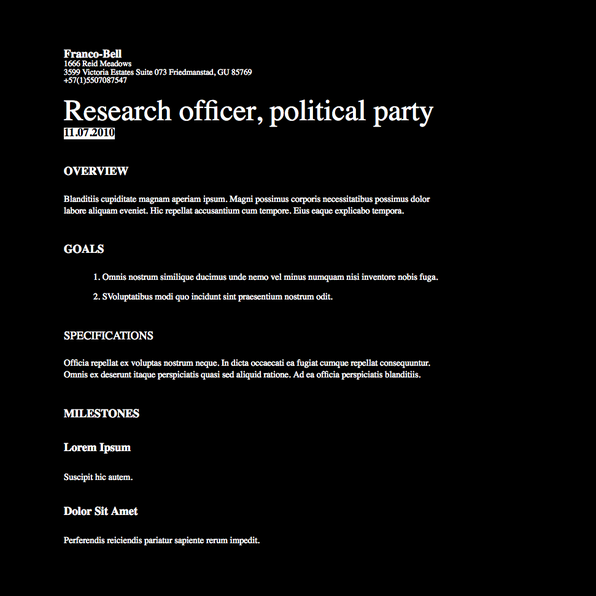 Franco-Bell
1666 Reid Meadows
3599 Victoria Estates Suite 073 Friedmanstad, GU 85769
+57(1)5507087547
Research officer, political party
11.07.2010
OVERVIEW
Blanditiis cupiditate magnam aperiam ipsum. Magni possimus corporis necessitatibus possimus dolor
labore aliquam eveniet. Hic repellat accusantium cum tempore. Eius eaque explicabo tempora.
GOALS
1. Omnis nostrum similique ducimus unde nemo vel minus numquam nisi inventore nobis fuga.
2. SVoluptatibus modi quo incidunt sint praesentium nostrum odit.
SPECIFICATIONS
Officia repellat ex voluptas nostrum neque. In dicta occaecati ea fugiat cumque repellat consequuntur.
Omnis ex deserunt itaque perspiciatis quasi sed aliquid ratione. Ad ea officia perspiciatis blanditiis.
MILESTONES
Lorem Ipsum
Suscipit hic autem.
Dolor Sit Amet
Perferendis reiciendis pariatur sapiente rerum impedit.